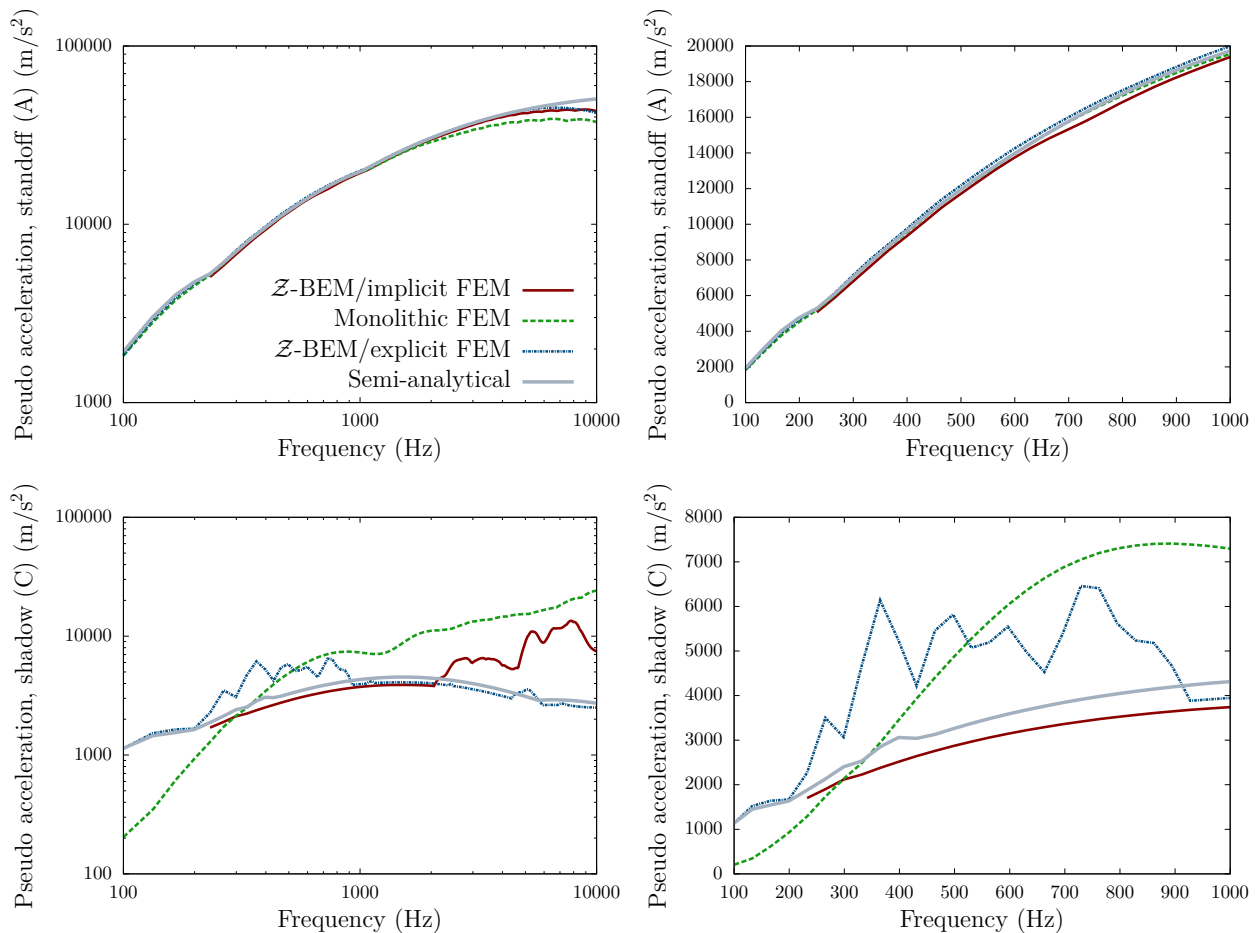 Pseudo acceleration, standoff (A) (m/s²)
100000
10000
1000
100
1000
10000
Frequency (Hz)
𝒵-BEM/implicit FEM
Monolithic FEM
𝒵-BEM/explicit FEM
Semi-analytical
Pseudo acceleration, standoff (A) (m/s²)
20000
18000
16000
14000
12000
10000
8000
6000
4000
2000
0
100 200 300 400 500 600 700 800 900 1000
Frequency (Hz)
Pseudo acceleration, shadow (C) (m/s²)
100000
10000
1000
100
100
1000
10000
Frequency (Hz)
Pseudo acceleration, shadow (C) (m/s²)
8000
7000
6000
5000
4000
3000
2000
1000
0
100 200 300 400 500 600 700 800 900 1000
Frequency (Hz)